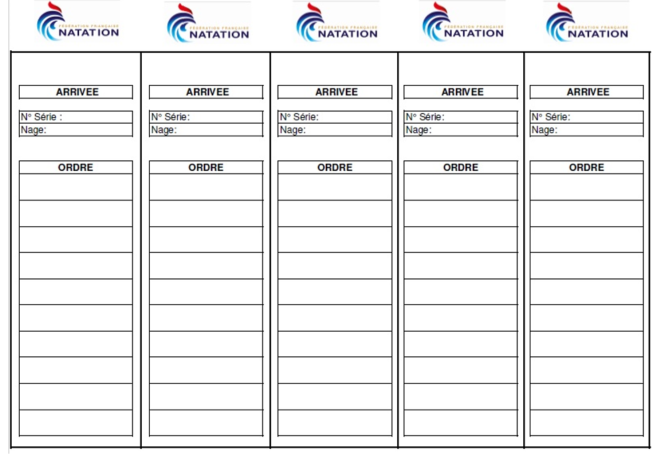 FEDERATION FRANÇAISE
NATATION
FEDERATION FRANÇAISE
NATATION
FEDERATION FRANÇAISE
NATATION
FEDERATION FRANÇAISE
NATATION
FEDERATION FRANÇAISE
NATATION
ARRIVEE
ARRIVEE
ARRIVEE
ARRIVEE
ARRIVEE
N° Série :
N° Série:
N° Série:
N° Série:
N° Série:
Nage:
Nage:
Nage:
Nage:
Nage:
ORDRE
ORDRE
ORDRE
ORDRE
ORDRE